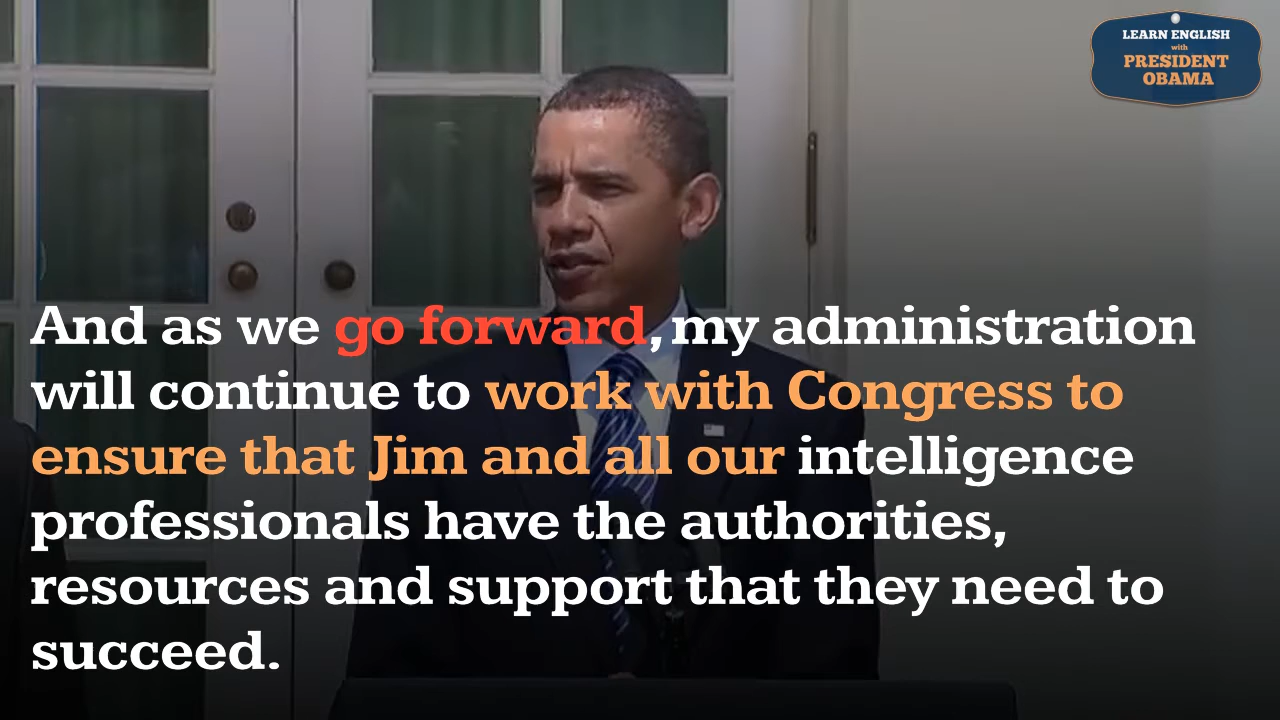 LEARN ENGLISH
with
PRESIDENT
OBAMA
And as we go forward, my administration
will continue to work with Congress to
ensure that Jim and all our intelligence
professionals have the authorities,
resources and support that they need to
succeed.